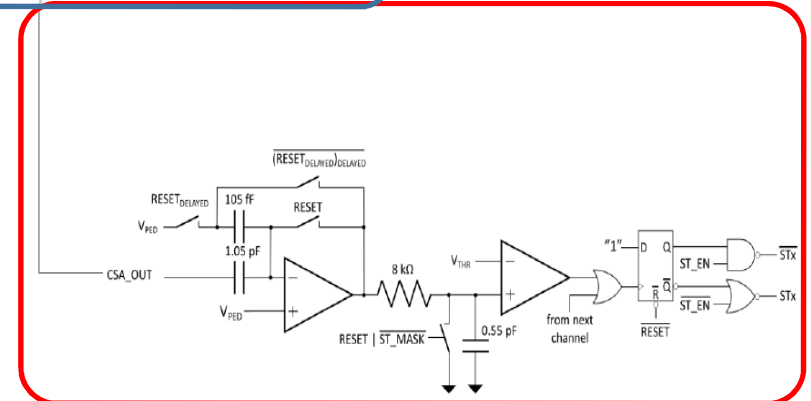 (RESET_DELAYED)_DELAYED
RESET_DELAYED
105 fF
RESET
V_PED
1.05 pF
CSA_OUT
−
+
V_PED
8 kΩ
V_THR
−
+
RESET | ST_MASK
0.55 pF
from next
channel
"1"
D
Q
Q
R
RESET
ST_EN
STx
ST_EN
STx